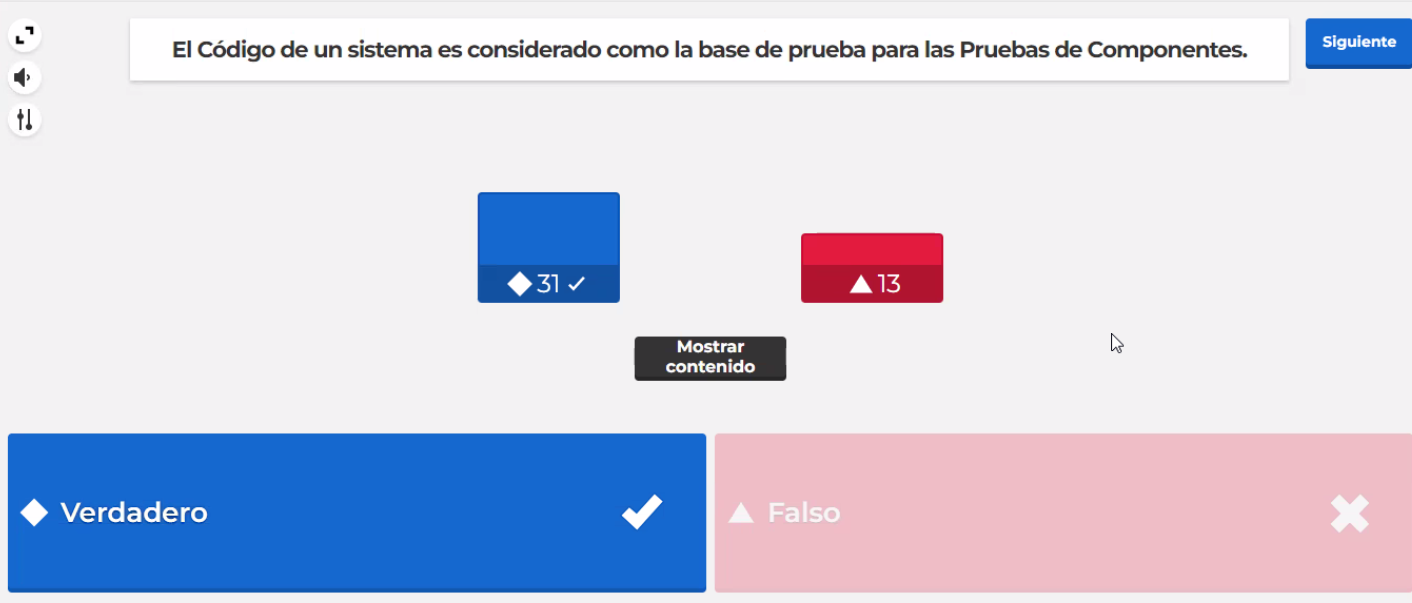 El Código de un sistema es considerado como la base de prueba para las Pruebas de Componentes.
Siguiente
31
13
Mostrar
contenido
Verdadero
Falso